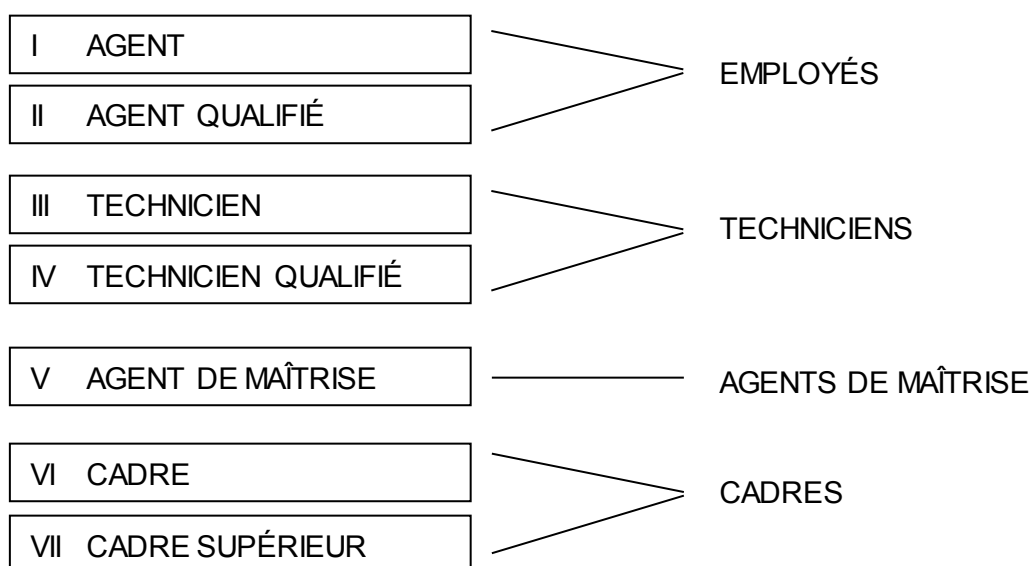 I AGENT
EMPLOYÉS
II AGENT QUALIFIÉ
III TECHNICIEN
TECHNICIENS
IV TECHNICIEN QUALIFIÉ
V AGENT DE MAÎTRISE
AGENTS DE MAÎTRISE
VI CADRE
CADRES
VII CADRE SUPÉRIEUR